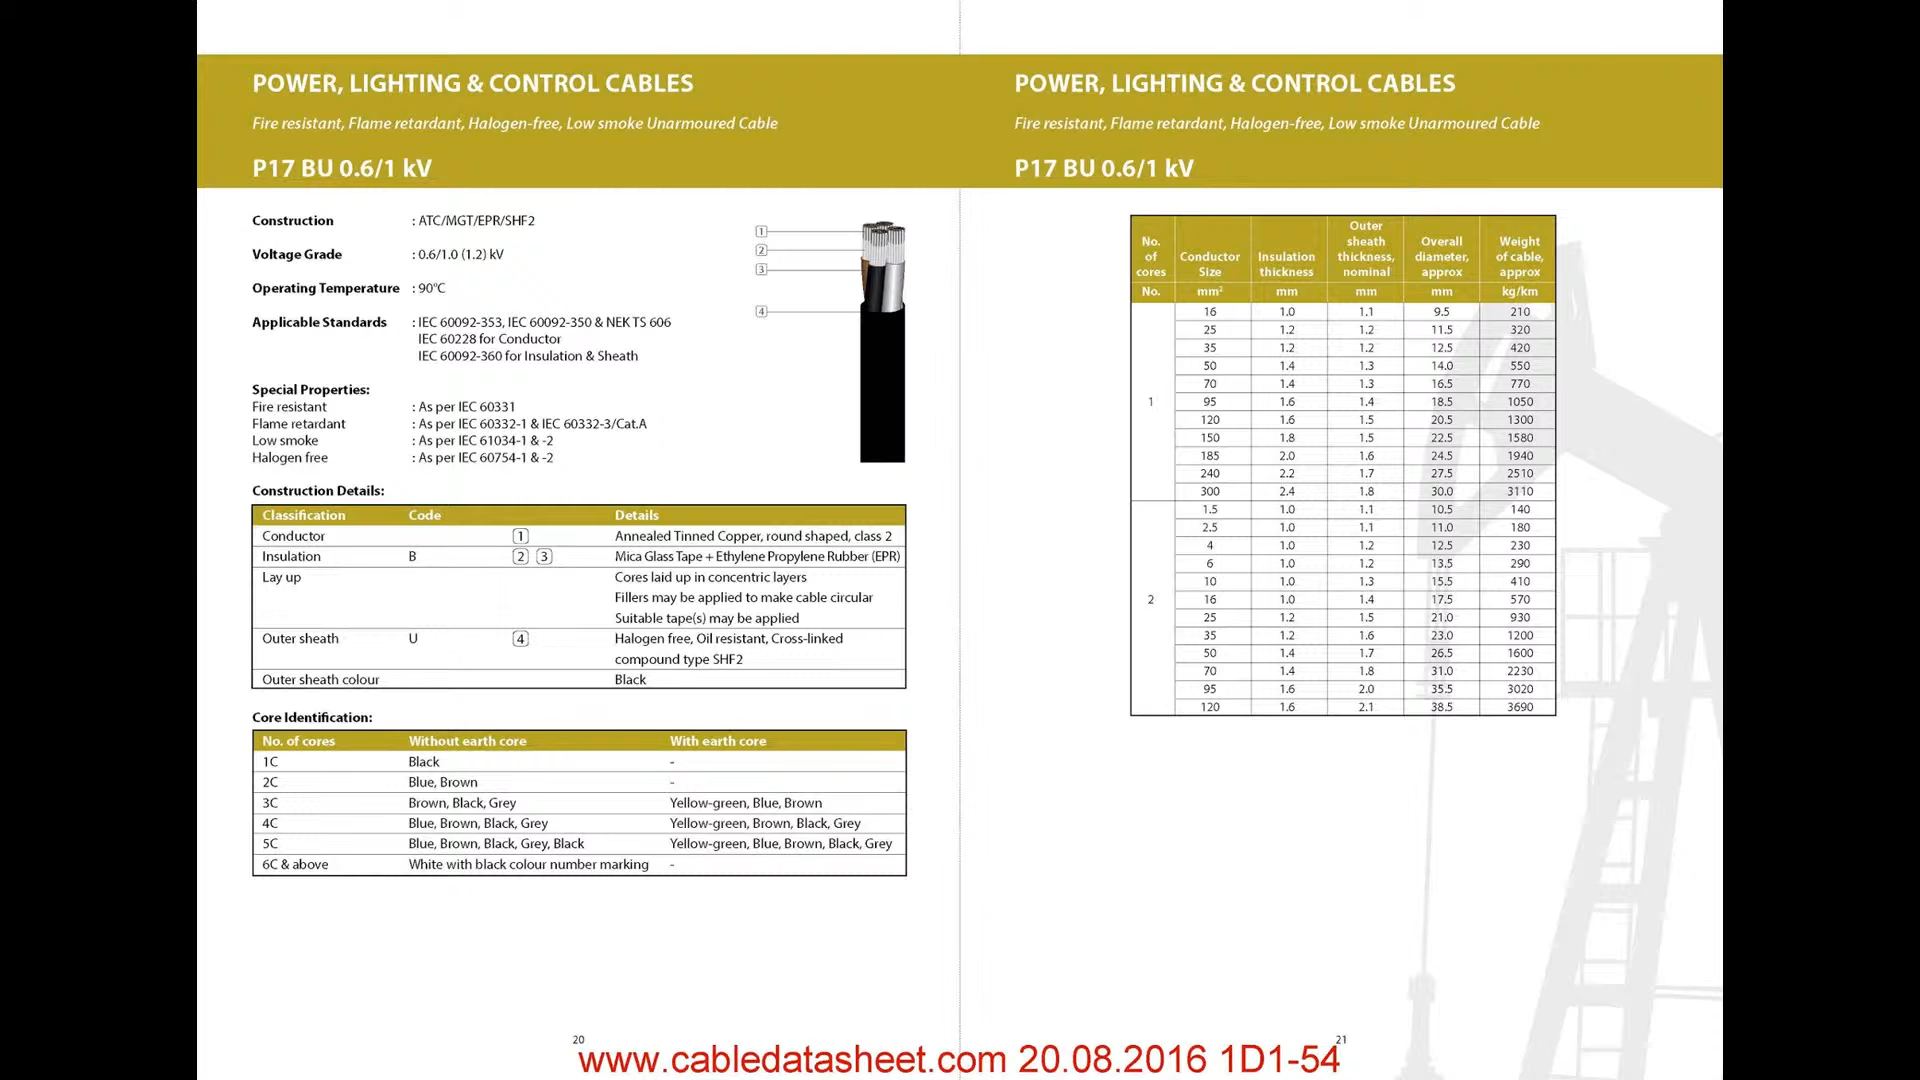 POWER, LIGHTING & CONTROL CABLES
Fire resistant, Flame retardant, Halogen-free, Low smoke Unarmoured Cable
P17 BU 0.6/1 kV
Construction : ATC/MGT/EPR/SHF2
Voltage Grade : 0.6/1.0 (1.2) kV
Operating Temperature : 90°C
Applicable Standards : IEC 60092-353, IEC 60092-350 & NEK TS 606
IEC 60228 for Conductor
IEC 60092-360 for Insulation & Sheath
1
2
3
4
Special Properties:
Fire resistant : As per IEC 60331
Flame retardant : As per IEC 60332-1 & IEC 60332-3/Cat.A
Low smoke : As per IEC 61034-1 & -2
Halogen free : As per IEC 60754-1 & -2
Construction Details:
Classification Code Details
Conductor 1 Annealed Tinned Copper, round shaped, class 2
Insulation B 2 3 Mica Glass Tape + Ethylene Propylene Rubber (EPR)
Lay up Cores laid up in concentric layers
Fillers may be applied to make cable circular
Suitable tape(s) may be applied
Outer sheath U 4 Halogen free, Oil resistant, Cross-linked
compound type SHF2
Outer sheath colour Black
Core Identification:
No. of cores Without earth core With earth core
1C Black -
2C Blue, Brown -
3C Brown, Black, Grey Yellow-green, Blue, Brown
4C Blue, Brown, Black, Grey Yellow-green, Brown, Black, Grey
5C Blue, Brown, Black, Grey, Black Yellow-green, Blue, Brown, Black, Grey
6C & above White with black colour number marking -
20
POWER, LIGHTING & CONTROL CABLES
Fire resistant, Flame retardant, Halogen-free, Low smoke Unarmoured Cable
P17 BU 0.6/1 kV
No. of cores Conductor Size Insulation thickness Outer sheath thickness, nominal Overall diameter, approx Weight of cable, approx
No. mm² mm mm mm kg/km
16 1.0 1.1 9.5 210
25 1.2 1.2 11.5 320
35 1.2 1.2 12.5 420
50 1.4 1.3 14.0 550
70 1.4 1.3 16.5 770
1 95 1.6 1.4 18.5 1050
120 1.6 1.5 20.5 1300
150 1.8 1.5 22.5 1580
185 2.0 1.6 24.5 1940
240 2.2 1.7 27.5 2510
300 2.4 1.8 30.0 3110
1.5 1.0 1.1 10.5 140
2.5 1.0 1.1 11.0 180
4 1.0 1.2 12.5 230
6 1.0 1.2 13.5 290
10 1.0 1.3 15.5 410
2 16 1.0 1.4 17.5 570
25 1.2 1.5 21.0 930
35 1.2 1.6 23.0 1200
50 1.4 1.7 26.5 1600
70 1.4 1.8 31.0 2230
95 1.6 2.0 35.5 3020
120 1.6 2.1 38.5 3690
21
www.cabledatasheet.com 20.08.2016 1D1-54